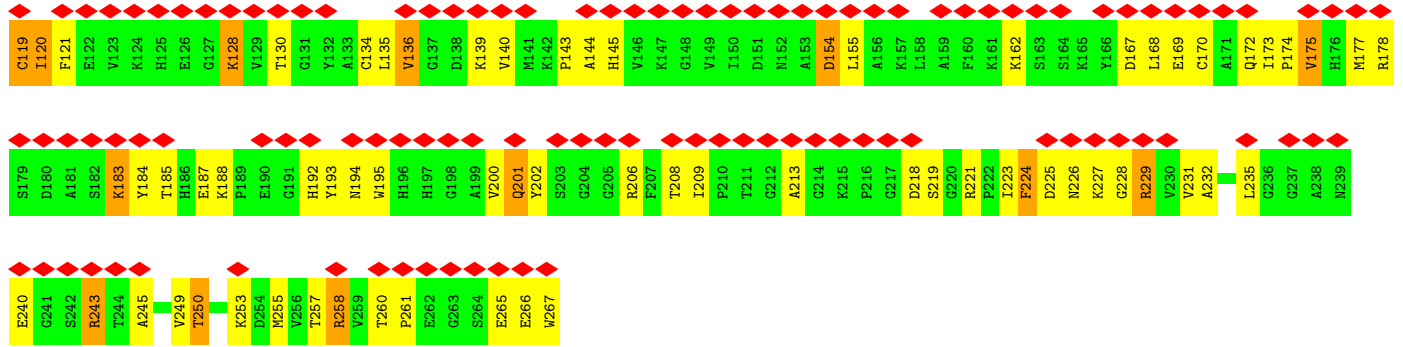 G119 I120 F121 E122 V123 K124 H125 E126 G127 K128 V129 T130 G131 Y132 A133 C134 L135 V136 G137 D138 K139 V140 M141 K142 P143 A144 H145 V146 K147 G148 V149 I150 D151 N152 A153 D154 L155 A156 K157 L158 A159 F160 K161 K162 S163 S164 K165 Y166 D167 L168 E169 C170 A171 Q172 I173 P174 V175 H176 M177 R178
S179 D180 A181 S182 K183 Y184 T185 H186 E187 K188 P189 E190 G191 H192 Y193 N194 W195 H196 H197 G198 A199 V200 Q201 Y202 S203 G204 G205 R206 F207 T208 I209 P210 T211 G212 A213 G214 K215 P216 G217 D218 S219 G220 R221 P222 I223 F224 D225 N226 K227 G228 R229 V230 V231 A232 L235 G236 G237 A238 N239
E240 G241 S242 R243 T244 A245 V249 T250 K253 D254 M255 V256 T257 R258 V259 T260 P261 E262 G263 S264 E265 E266 W267